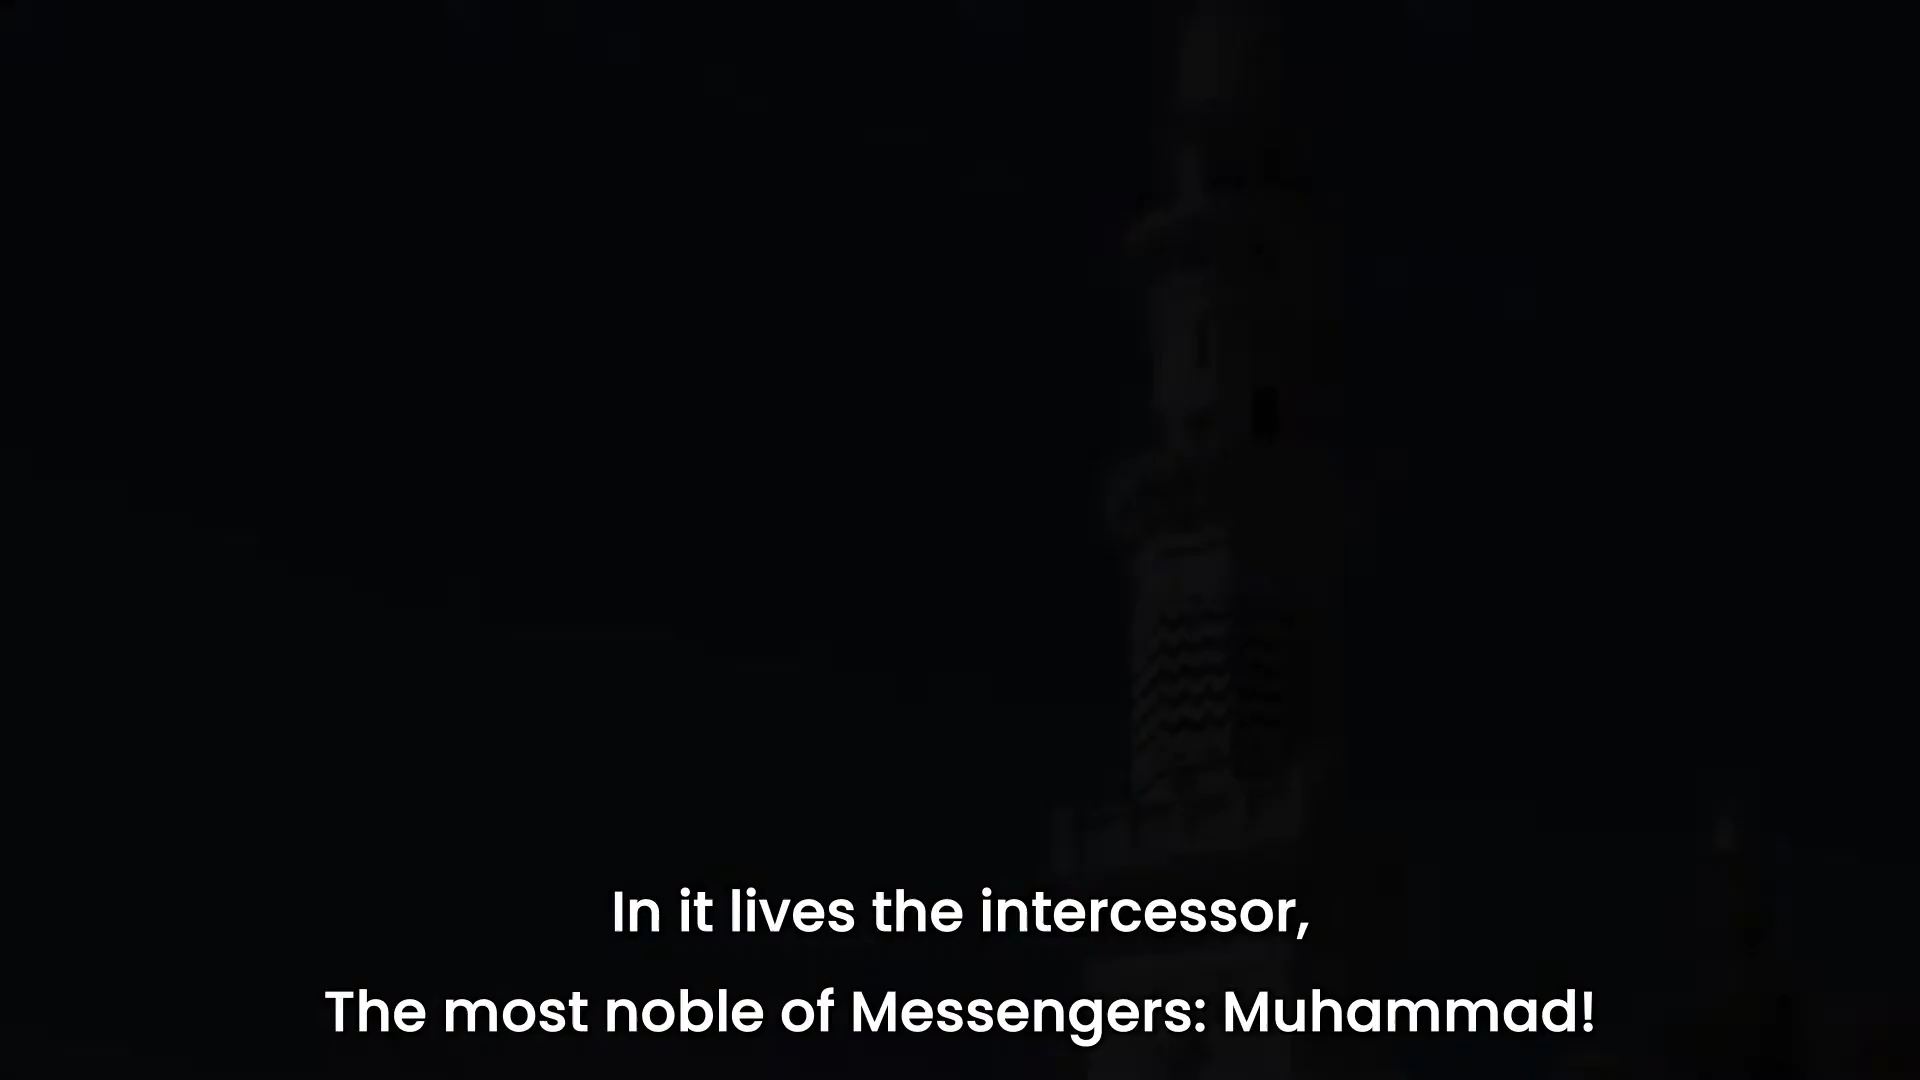 In it lives the intercessor,
The most noble of Messengers: Muhammad!